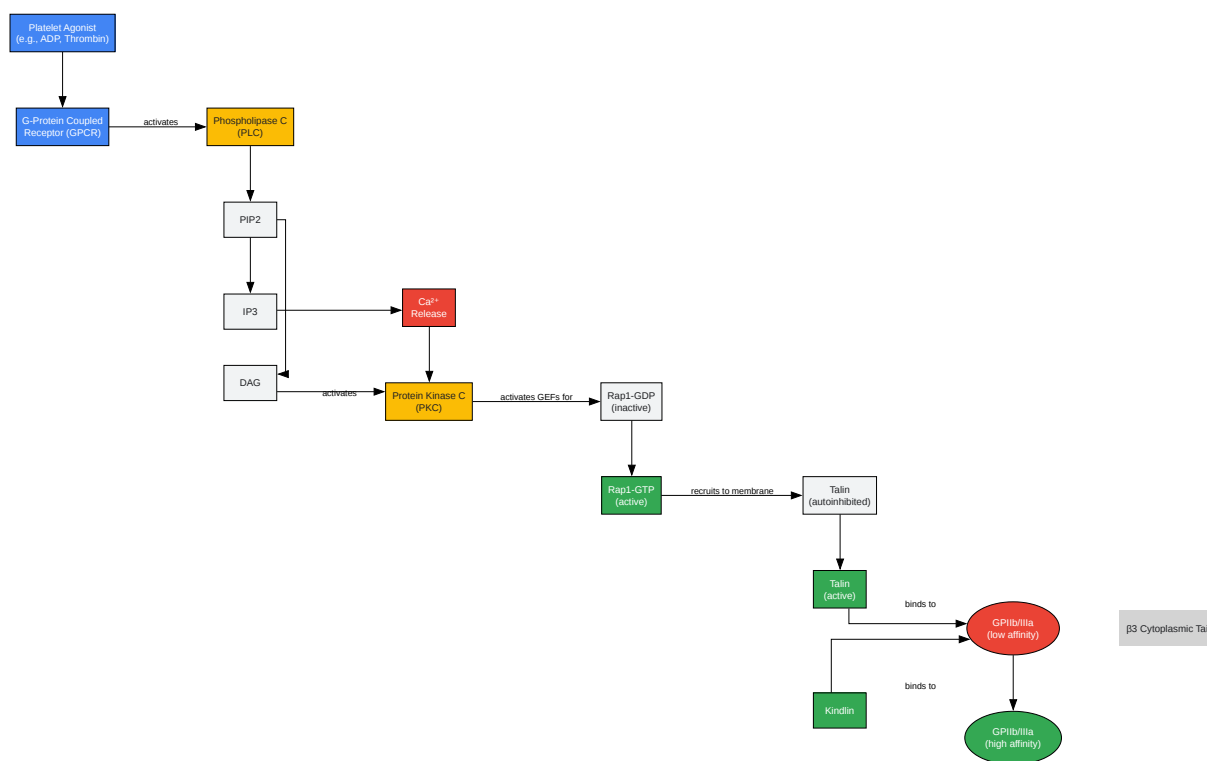 Platelet Agonist
(e.g., ADP, Thrombin)
G-Protein Coupled
Receptor (GPCR)
activates
Phospholipase C
(PLC)
PIP2
IP3
Ca²⁺
Release
DAG
activates
Protein Kinase C
(PKC)
activates GEFs for
Rap1-GDP
(inactive)
Rap1-GTP
(active)
recruits to membrane
Talin
(autoinhibited)
Talin
(active)
binds to
GPIIb/IIIa
(low affinity)
β3 Cytoplasmic Tai
binds to
Kindlin
GPIIb/IIIa
(high affinity)